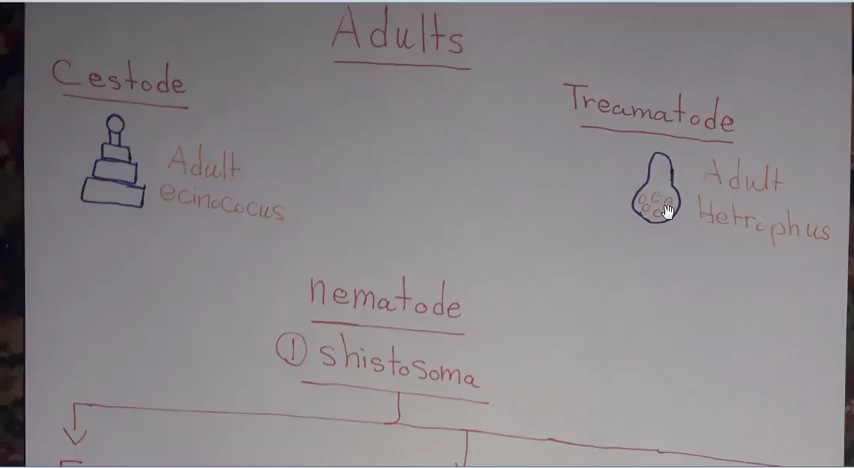 Adults
Cestode
Adult
ecinococus
Treamatode
Adult
Hetrophus
nematode
① shistosoma